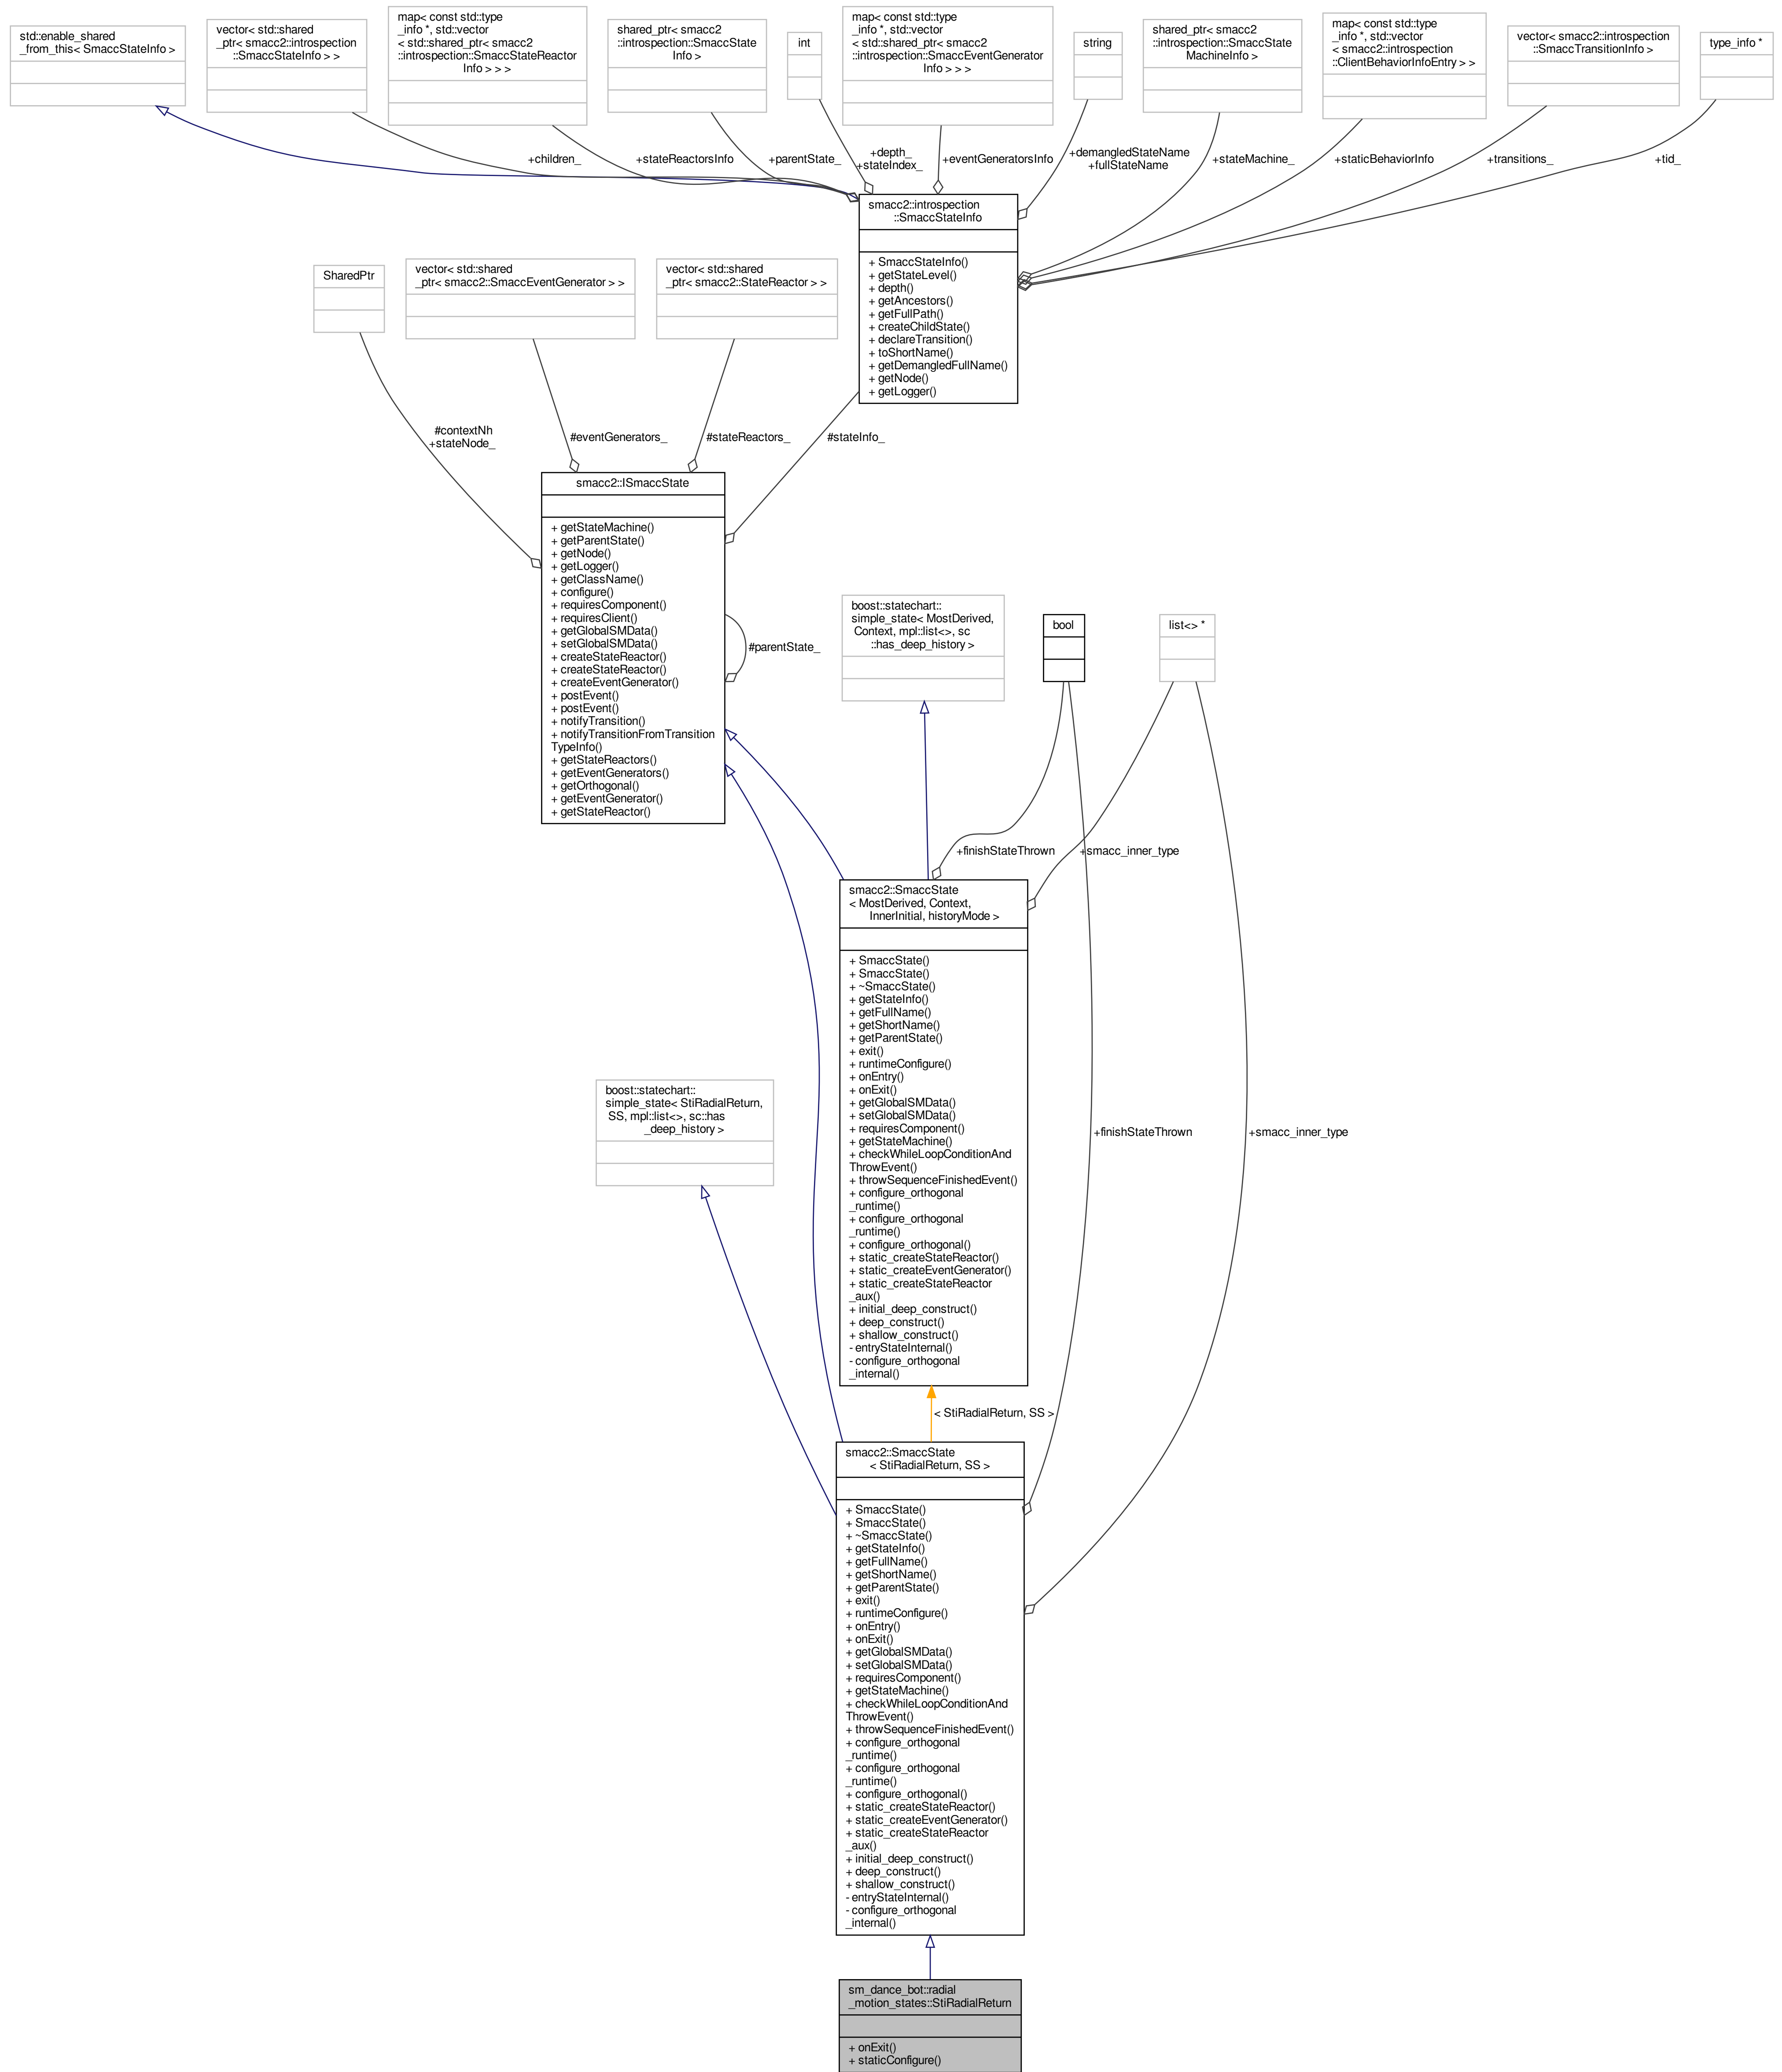 std::enable_shared
_from_this< SmaccStateInfo >
vector< std::shared
_ptr< smacc2::introspection
::SmaccStateInfo > >
map< const std::type
_info *, std::vector
< std::shared_ptr< smacc2
::introspection::SmaccStateReactor
Info > > >
shared_ptr< smacc2
::introspection::SmaccState
Info >
int
map< const std::type
_info *, std::vector
< std::shared_ptr< smacc2
::introspection::SmaccEventGenerator
Info > > >
string
shared_ptr< smacc2
::introspection::SmaccState
MachineInfo >
map< const std::type
_info *, std::vector
< smacc2::introspection
::ClientBehaviorInfoEntry > >
vector< smacc2::introspection
::SmaccTransitionInfo >
type_info *
+children_
+stateReactorsInfo
+parentState_
+depth_
+stateIndex_
+eventGeneratorsInfo
+demangledStateName
+fullStateName
+stateMachine_
+staticBehaviorInfo
+transitions_
+tid_
smacc2::introspection
::SmaccStateInfo
+ SmaccStateInfo()
+ getStateLevel()
+ depth()
+ getAncestors()
+ getFullPath()
+ createChildState()
+ declareTransition()
+ toShortName()
+ getDemangledFullName()
+ getNode()
+ getLogger()
SharedPtr
vector< std::shared
_ptr< smacc2::SmaccEventGenerator > >
vector< std::shared
_ptr< smacc2::StateReactor > >
#contextNh
+stateNode_
#eventGenerators_
#stateReactors_
#stateInfo_
smacc2::ISmaccState
+ getStateMachine()
+ getParentState()
+ getNode()
+ getLogger()
+ getClassName()
+ configure()
+ requiresComponent()
+ requiresClient()
+ getGlobalSMData()
+ setGlobalSMData()
+ createStateReactor()
+ createStateReactor()
+ createEventGenerator()
+ postEvent()
+ postEvent()
+ notifyTransition()
+ notifyTransitionFromTransition
TypeInfo()
+ getStateReactors()
+ getEventGenerators()
+ getOrthogonal()
+ getEventGenerator()
+ getStateReactor()
#parentState_
boost::statechart::
simple_state< MostDerived,
Context, mpl::list<>, sc
::has_deep_history >
bool
list<> *
+finishStateThrown
+smacc_inner_type
smacc2::SmaccState
< MostDerived, Context,
InnerInitial, historyMode >
+ SmaccState()
+ SmaccState()
+ ~SmaccState()
+ getStateInfo()
+ getFullName()
+ getShortName()
+ getParentState()
+ exit()
+ runtimeConfigure()
+ onEntry()
+ onExit()
+ getGlobalSMData()
+ setGlobalSMData()
+ requiresComponent()
+ getStateMachine()
+ checkWhileLoopConditionAnd
ThrowEvent()
+ throwSequenceFinishedEvent()
+ configure_orthogonal
_runtime()
+ configure_orthogonal
_runtime()
+ configure_orthogonal()
+ static_createStateReactor()
+ static_createEventGenerator()
+ static_createStateReactor
_aux()
+ initial_deep_construct()
+ deep_construct()
+ shallow_construct()
- entryStateInternal()
- configure_orthogonal
_internal()
boost::statechart::
simple_state< StiRadialReturn,
SS, mpl::list<>, sc::has
_deep_history >
+finishStateThrown
+smacc_inner_type
< StiRadialReturn, SS >
smacc2::SmaccState
< StiRadialReturn, SS >
+ SmaccState()
+ SmaccState()
+ ~SmaccState()
+ getStateInfo()
+ getFullName()
+ getShortName()
+ getParentState()
+ exit()
+ runtimeConfigure()
+ onEntry()
+ onExit()
+ getGlobalSMData()
+ setGlobalSMData()
+ requiresComponent()
+ getStateMachine()
+ checkWhileLoopConditionAnd
ThrowEvent()
+ throwSequenceFinishedEvent()
+ configure_orthogonal
_runtime()
+ configure_orthogonal
_runtime()
+ configure_orthogonal()
+ static_createStateReactor()
+ static_createEventGenerator()
+ static_createStateReactor
_aux()
+ initial_deep_construct()
+ deep_construct()
+ shallow_construct()
- entryStateInternal()
- configure_orthogonal
_internal()
sm_dance_bot::radial
_motion_states::StiRadialReturn
+ onExit()
+ staticConfigure()